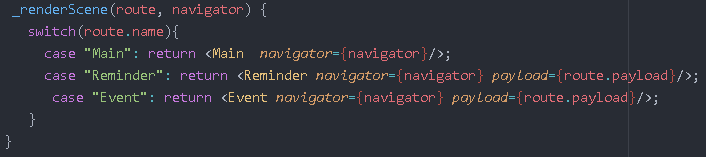 _renderScene(route, navigator) {
switch(route.name){
case "Main": return <Main  navigator={navigator}/>;
case "Reminder": return <Reminder navigator={navigator} payload={route.payload}/>;
case "Event": return <Event navigator={navigator} payload={route.payload}/>;
}
}